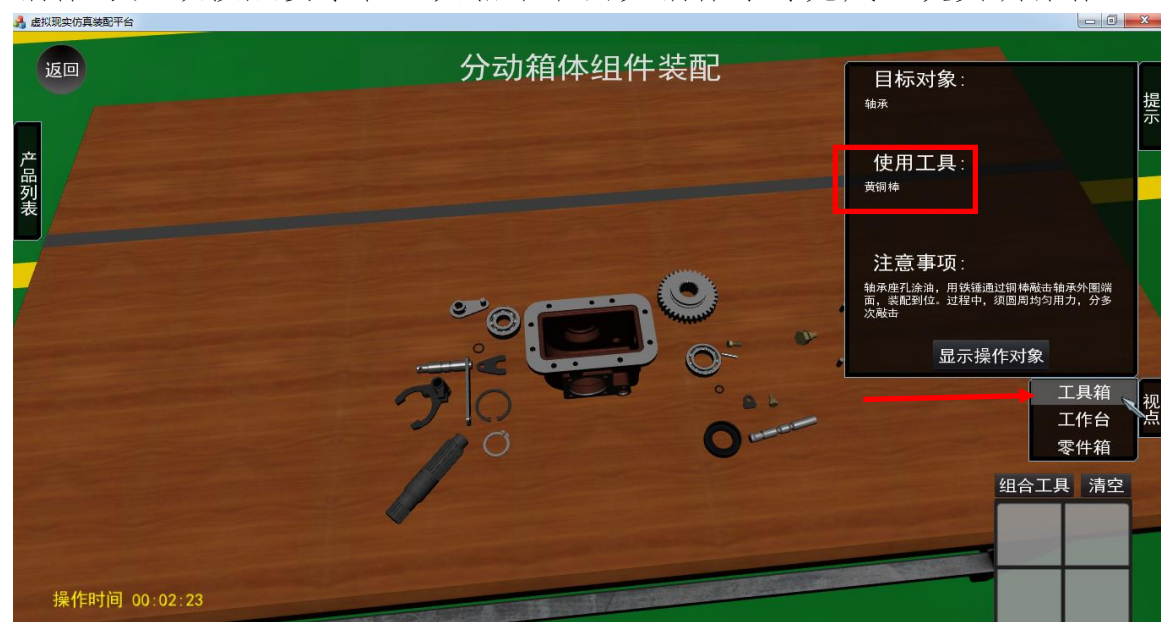 虚拟现实仿真装配平台
返回
分动箱体组件装配
产品列表
目标对象:
轴承
使用工具:
黄铜棒
注意事项:
轴承座孔涂油，用铁锤通过铜棒敲击轴承外圈端
面，装配到位。过程中，须圆周均匀用力，分多
次敲击
显示操作对象
提示
工具箱
工作台
零件箱
视点
组合工具
清空
操作时间 00:02:23